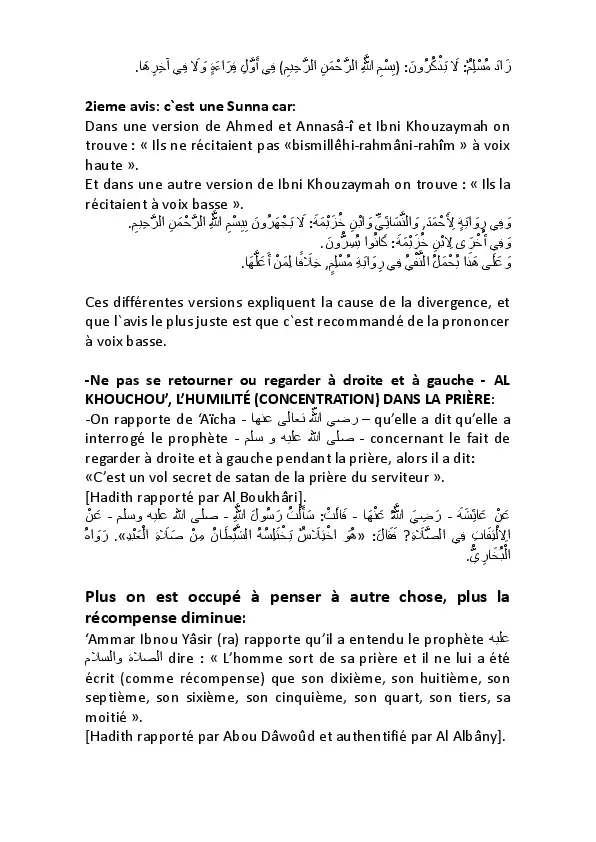 زَادَ مُسْلِمٌ: لَا يَذْكُرُونَ: (بِسْمِ اللَّهِ الرَّحْمَنِ الرَّحِيمِ) فِي أَوَّلِ قِرَاءَةٍ وَلَا فِي آخِرِهَا.
2ieme avis: c`est une Sunna car:
Dans une version de Ahmed et Annasâ-î et Ibni Khouzaymah on
trouve : « Ils ne récitaient pas «bismillêhi-rahmâni-rahîm » à voix
haute ».
Et dans une autre version de Ibni Khouzaymah on trouve : « Ils la
récitaient à voix basse ».
وَفِي رِوَايَةٍ لِأَحْمَدَ, وَالنَّسَائِيِّ وَابْنِ خُزَيْمَةَ: لَا يَجْهَرُونَ بِبِسْمِ اللَّهِ الرَّحْمَنِ الرَّحِيمِ.
وَفِي أُخْرَى لِابْنِ خُزَيْمَةَ: كَانُوا يُسِرُّونَ.
وَعَلَى هَذَا يُحْمَلُ النَّفْيُ فِي رِوَايَةِ مُسْلِمٍ, خِلَافًا لِمَنْ أَعَلَّهَا.
Ces différentes versions expliquent la cause de la divergence, et
que l`avis le plus juste est que c`est recommandé de la prononcer
à voix basse.
-Ne pas se retourner ou regarder à droite et à gauche - AL
KHOUCHOU’, L’HUMILITÉ (CONCENTRATION) DANS LA PRIÈRE:
-On rapporte de ‘Aïcha - رضي الله تعالى عنها – qu’elle a dit qu’elle a
interrogé le prophète - صلى الله عليه و سلم - concernant le fait de
regarder à droite et à gauche pendant la prière, alors il a dit:
«C’est un vol secret de satan de la prière du serviteur ».
[Hadith rapporté par Al Boukhâri].
عَنْ عَائِشَةَ - رَضِيَ اللَّهُ عَنْهَا - قَالَتْ: سَأَلْتُ رَسُولَ اللَّهِ - صلى الله عليه وسلم - عَنْ
الِالْتِفَاتِ فِي الصَّلَاةِ? فَقَالَ: «هُوَ اخْتِلَاسٌ يَخْتَلِسُهُ الشَّيْطَانُ مِنْ صَلَاةِ الْعَبْدِ». رَوَاهُ
الْبُخَارِيُّ.
Plus on est occupé à penser à autre chose, plus la
récompense diminue:
‘Ammar Ibnou Yâsir (ra) rapporte qu’il a entendu le prophète عليه
الصلاة والسلام dire : « L’homme sort de sa prière et il ne lui a été
écrit (comme récompense) que son dixième, son huitième, son
septième, son sixième, son cinquième, son quart, son tiers, sa
moitié ».
[Hadith rapporté par Abou Dâwoûd et authentifié par Al Albâny].